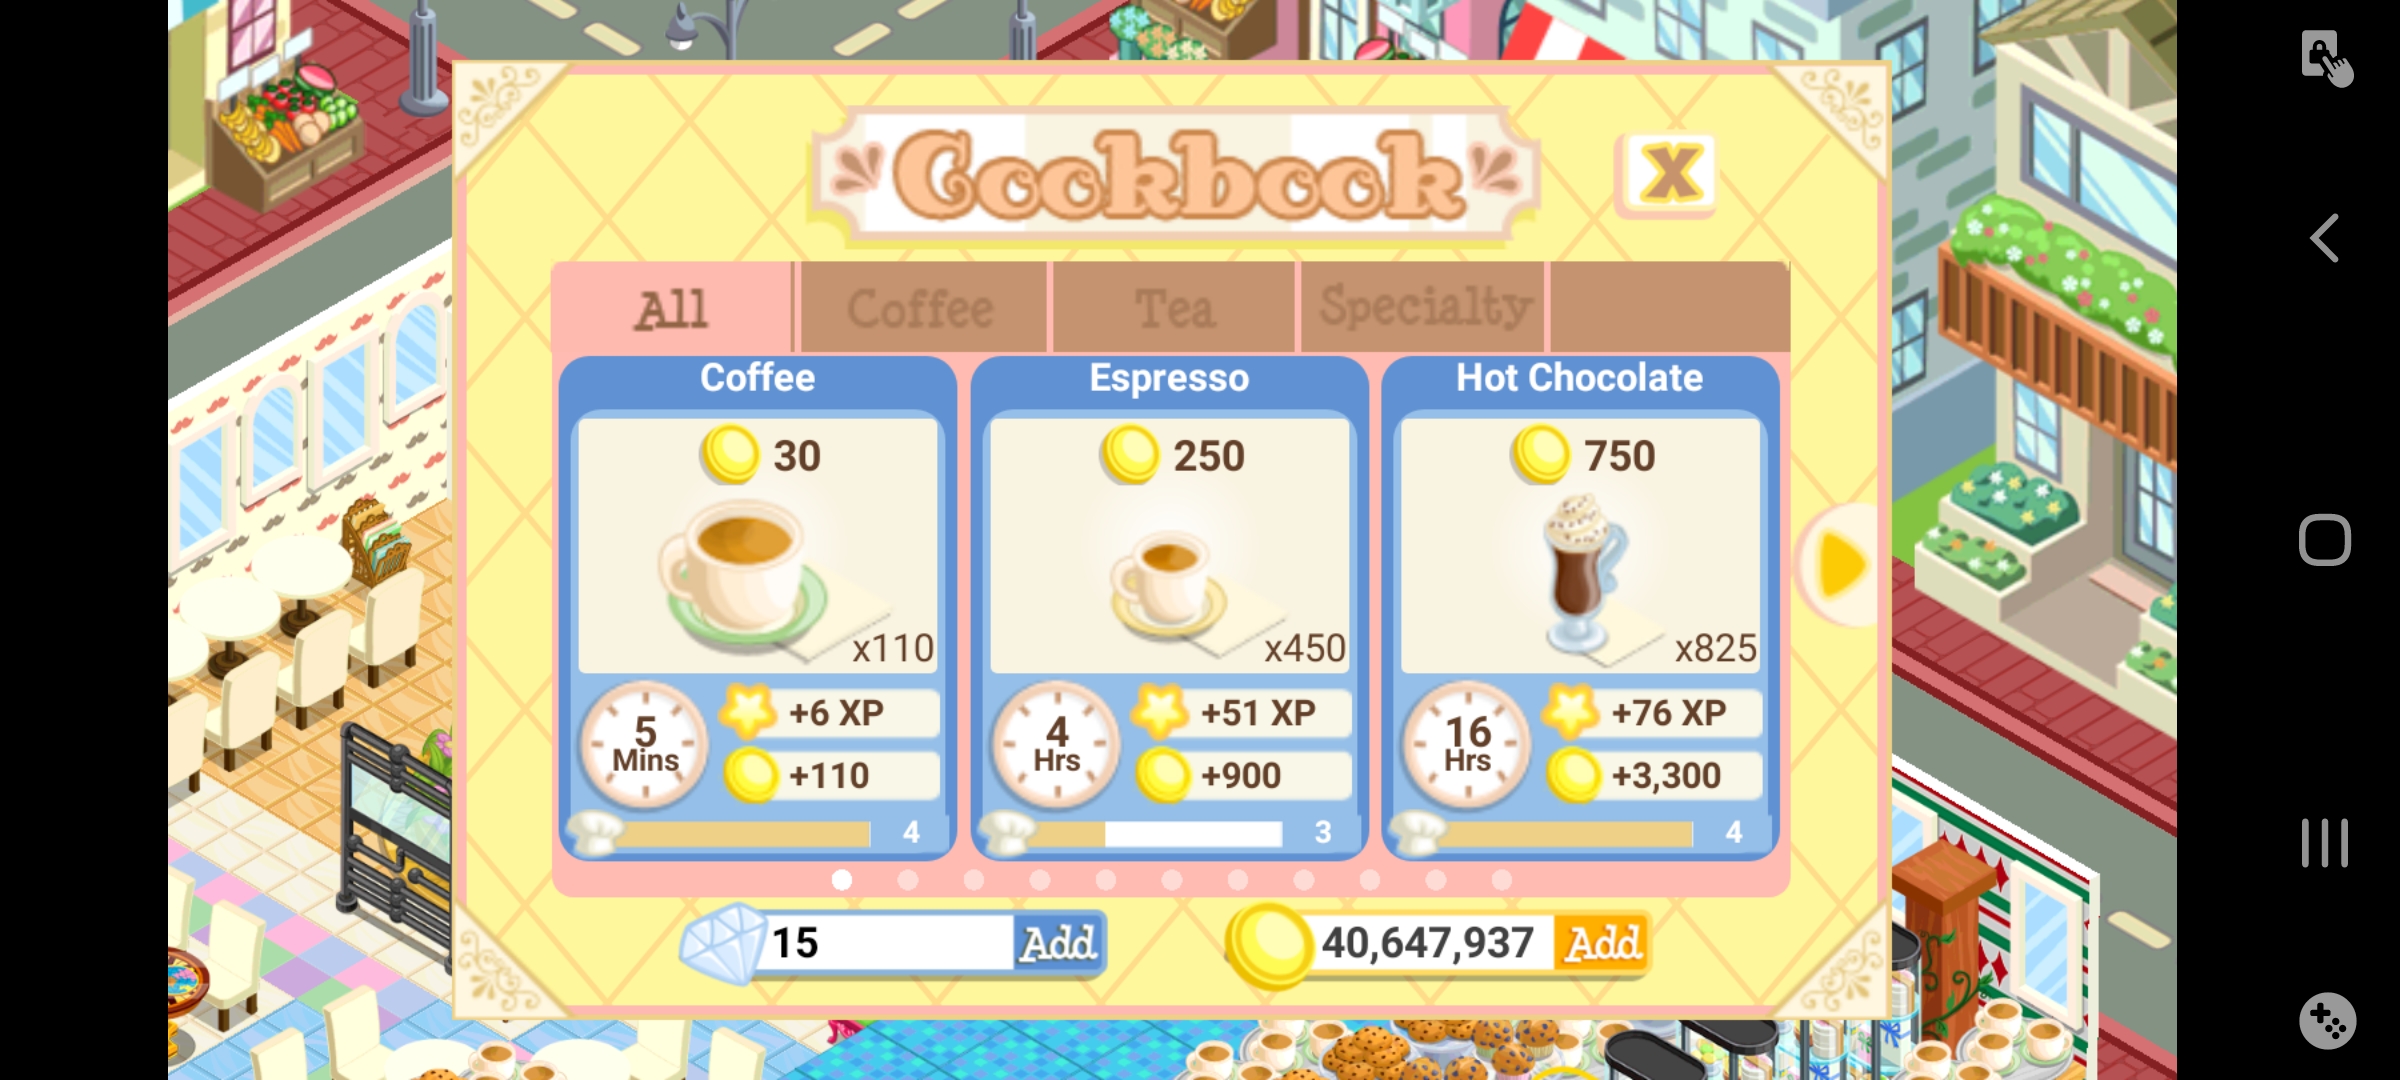 Cookbook
X
All
Coffee
Tea
Specialty
Coffee
30
x110
5
Mins
+6 XP
+110
4
Espresso
250
x450
4
Hrs
+51 XP
+900
3
Hot Chocolate
750
x825
16
Hrs
+76 XP
+3,300
4
15
Add
40,647,937
Add